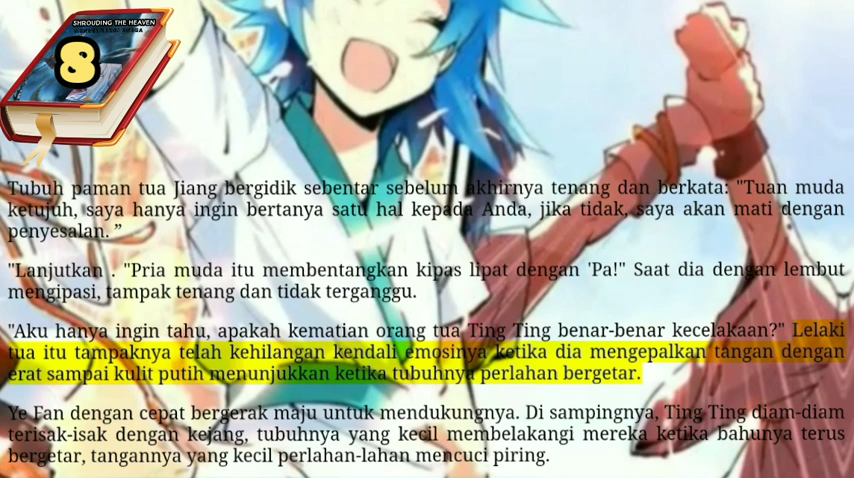 SHROUDING THE HEAVEN
8
Tubuh paman tua Jiang bergidik sebentar sebelum akhirnya tenang dan berkata: "Tuan muda
ketujuh, saya hanya ingin bertanya satu hal kepada Anda, jika tidak, saya akan mati dengan
penyesalan. ”
"Lanjutkan . "Pria muda itu membentangkan kipas lipat dengan 'Pa!" Saat dia dengan lembut
mengipasi, tampak tenang dan tidak terganggu.
"Aku hanya ingin tahu, apakah kematian orang tua Ting Ting benar-benar kecelakaan?" Lelaki
tua itu tampaknya telah kehilangan kendali emosinya ketika dia mengepalkan tangan dengan
erat sampai kulit putih menunjukkan ketika tubuhnya perlahan bergetar.
Ye Fan dengan cepat bergerak maju untuk mendukungnya. Di sampingnya, Ting Ting diam-diam
terisak-isak dengan kejang, tubuhnya yang kecil membelakangi mereka ketika bahunya terus
bergetar, tangannya yang kecil perlahan-lahan mencuci piring.